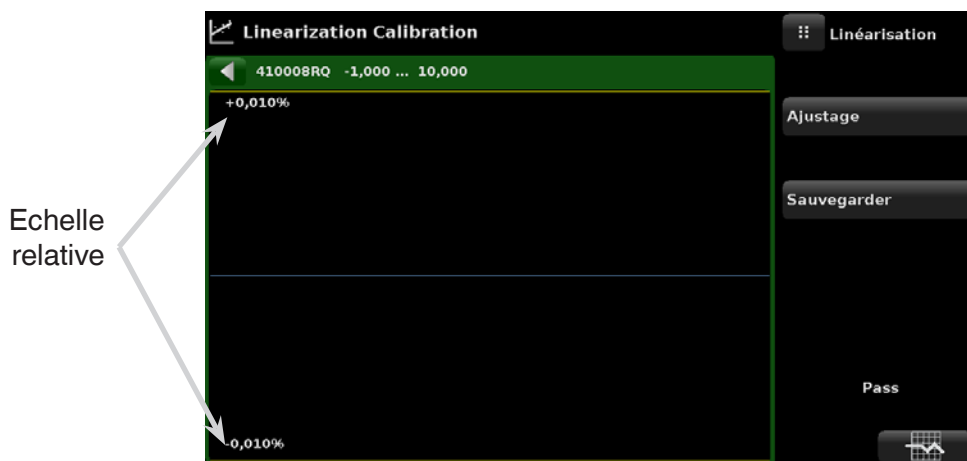 Linearization Calibration
Linéarisation
410008RQ -1,000 ... 10,000
+0,010%
Ajustage
Sauvegarder
Echelle
relative
Pass
-0,010%